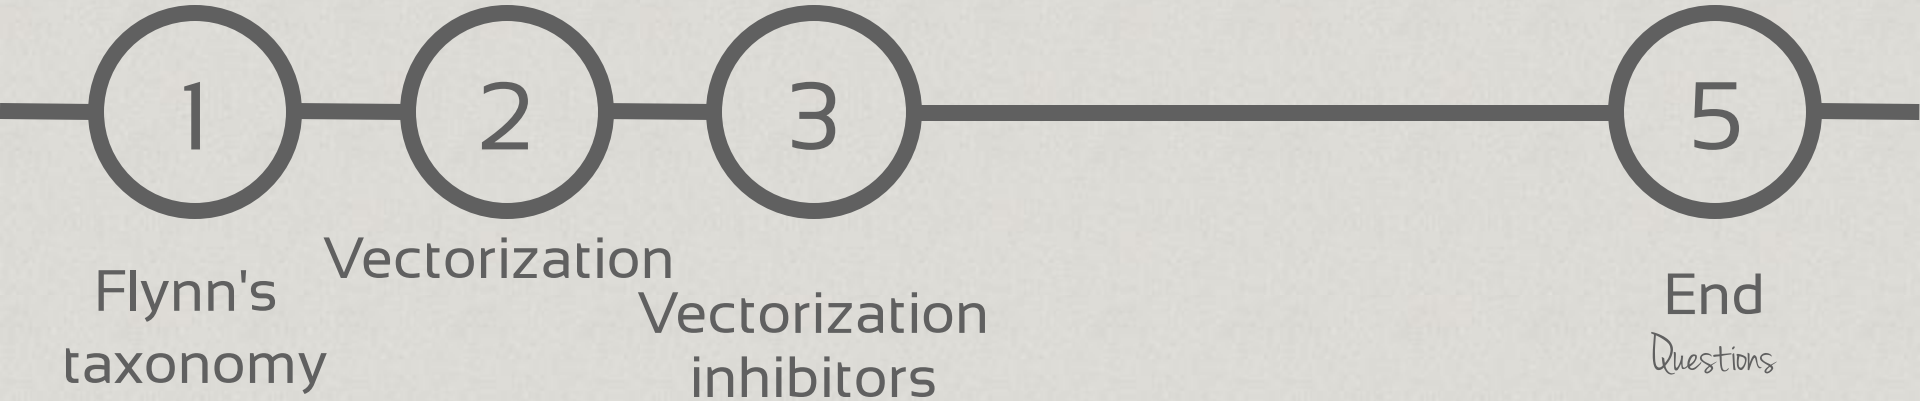 1
2
3
5
Flynn's
taxonomy
Vectorization
Vectorization
inhibitors
End
Questions